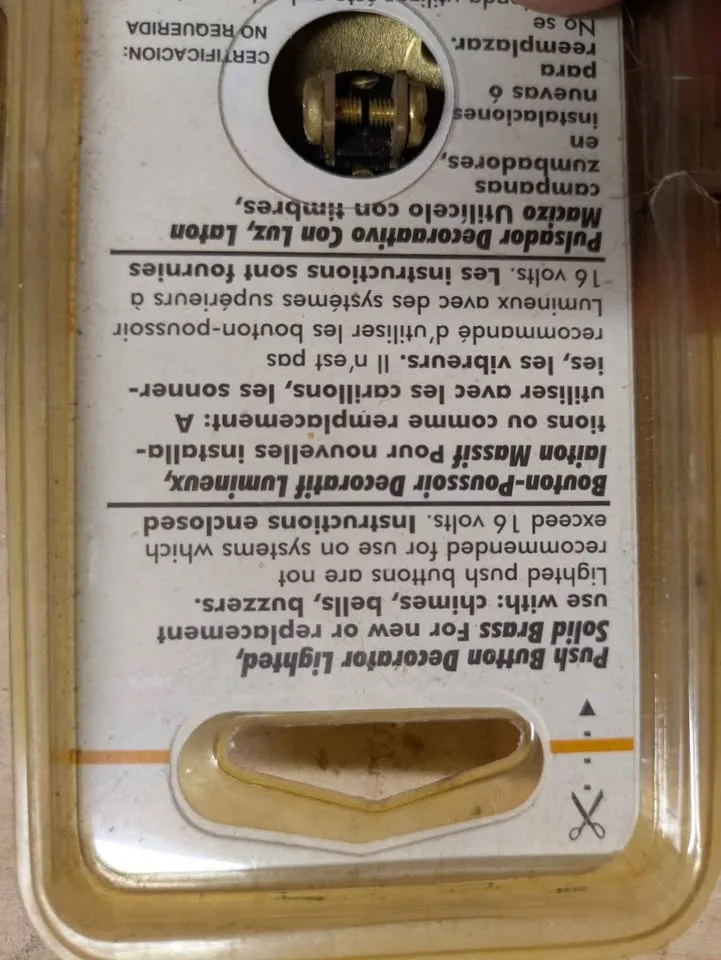 Push Button Decorator Lighted,
Solid Brass For new or replacement
use with: chimes, bells, buzzers.
Lighted push buttons are not
recommended for use on systems which
exceed 16 volts. Instructions enclosed
Bouton-Poussoir Decoratif Lumineux,
laiton Massif Pour nouvelles installa-
tions ou comme remplacement: A
utiliser avec les carillons, les sonner-
ies, les vibreurs. Il n'est pas
recommandé d'utiliser les bouton-poussoir
Lumineux avec des systémes supérieurs à
16 volts. Les instructions sont fournies
Pulsador Decoraativo Con Luz, Laton
Macizo Utilícelo con timbres,
campanas
zumbadores,
en
instalaciones
nuevas ó
para
reemplazar.
No se
CERTIFICACION:
NO REQUERIDA